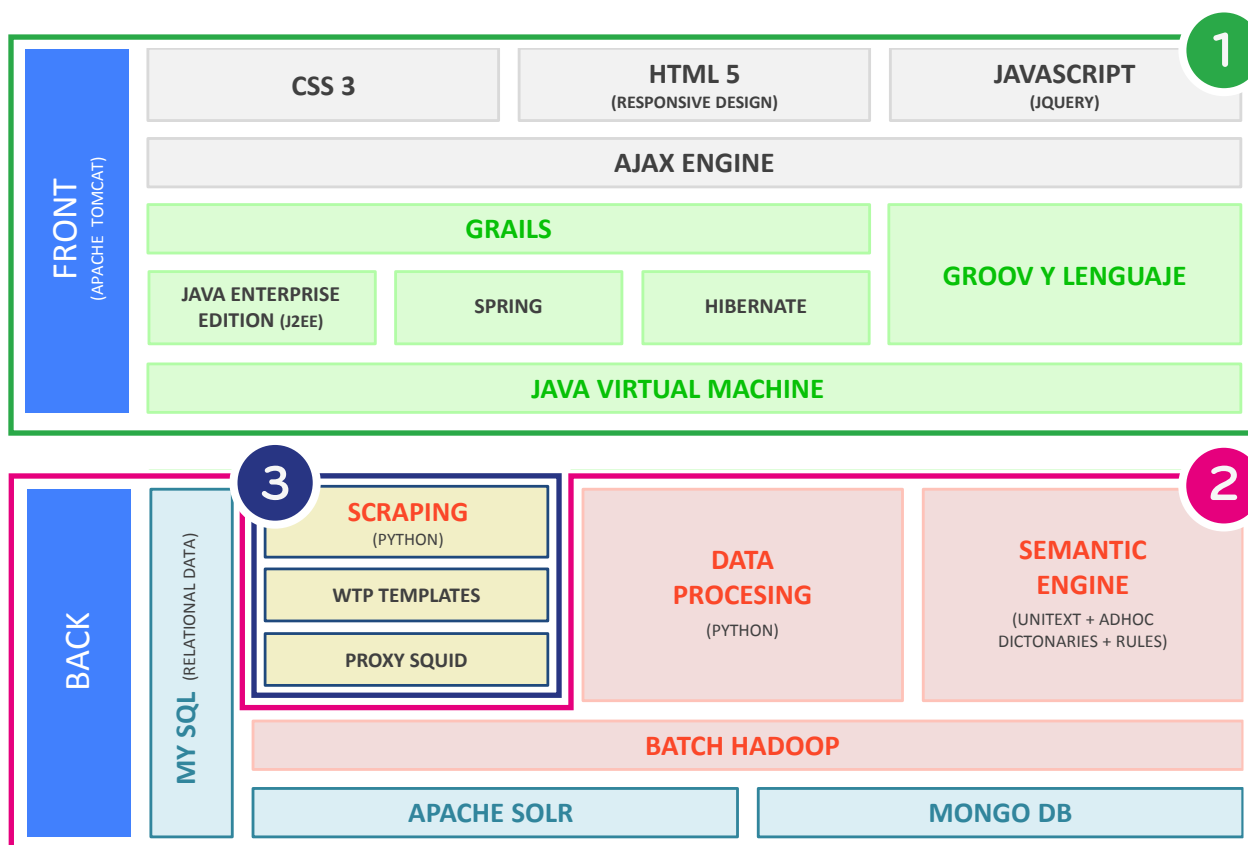 1
FRONT
(APACHE TOMCAT)
CSS 3
HTML 5
(RESPONSIVE DESIGN)
JAVASCRIPT
(JQUERY)
AJAX ENGINE
GRAILS
GROOV Y LENGUAJE
JAVA ENTERPRISE
EDITION (J2EE)
SPRING
HIBERNATE
JAVA VIRTUAL MACHINE
3
2
BACK
MY SQL (RELATIONAL DATA)
SCRAPING
(PYTHON)
WTP TEMPLATES
PROXY SQUID
DATA
PROCESING
(PYTHON)
SEMANTIC
ENGINE
(UNITEXT + ADHOC
DICTONARIES + RULES)
BATCH HADOOP
APACHE SOLR
MONGO DB